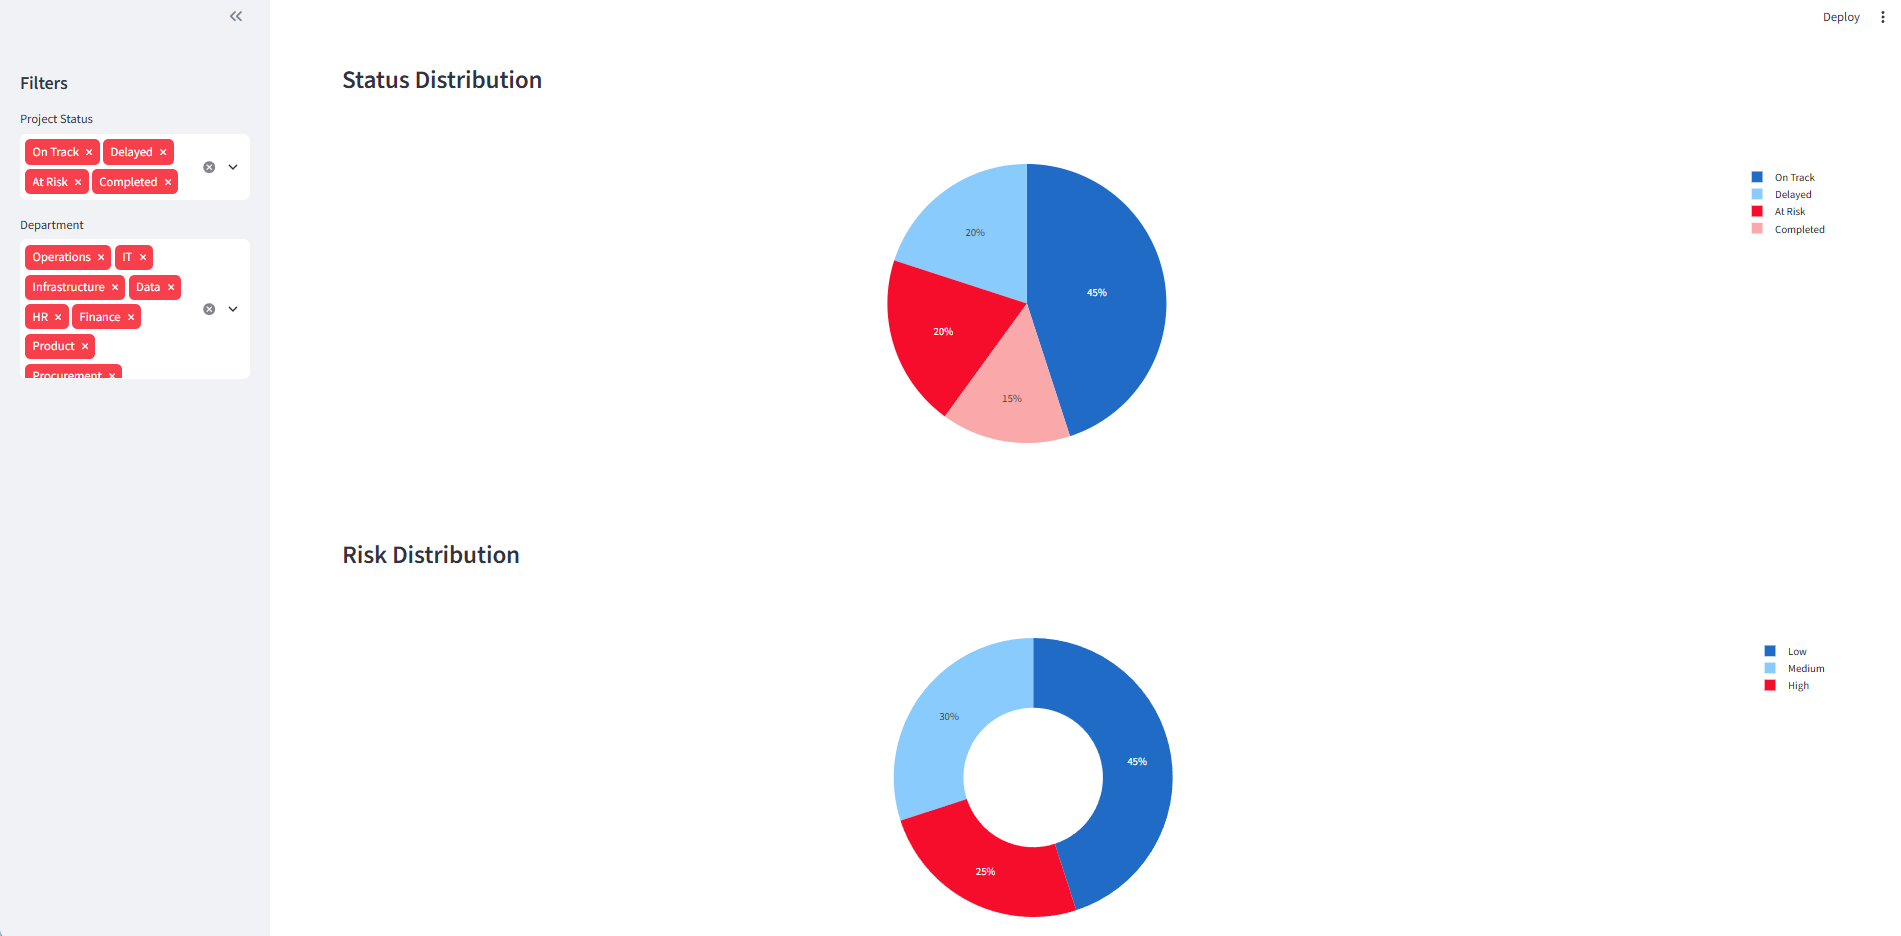 Deploy
Filters
Project Status
On Track × Delayed ×
At Risk × Completed ×
Department
Operations × IT ×
Infrastructure × Data ×
HR × Finance ×
Product ×
Procurement ×
Status Distribution
20%
45%
20%
15%
On Track
Delayed
At Risk
Completed
Risk Distribution
30%
45%
25%
Low
Medium
High